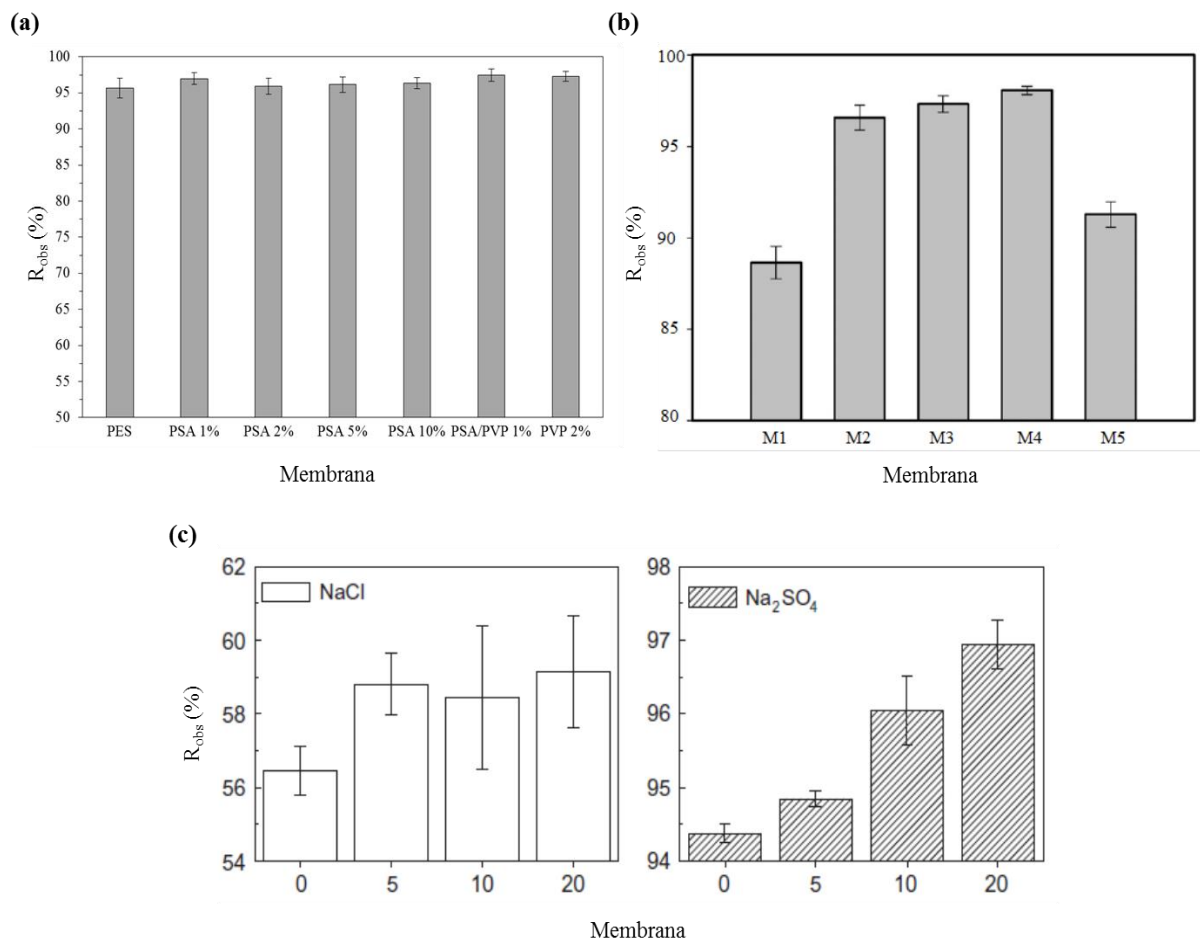 (a)
100
95
90
85
80
75
70
65
60
55
50
R_obs (%)
PES PSA 1% PSA 2% PSA 5% PSA 10% PSA/PVP 1% PVP 2%
Membrana
(b)
100
95
90
85
80
R_obs (%)
M1 M2 M3 M4 M5
Membrana
(c)
62
60
58
56
54
R_obs (%)
NaCl
0 5 10 20
98
97
96
95
94
Na₂SO₄
0 5 10 20
Membrana